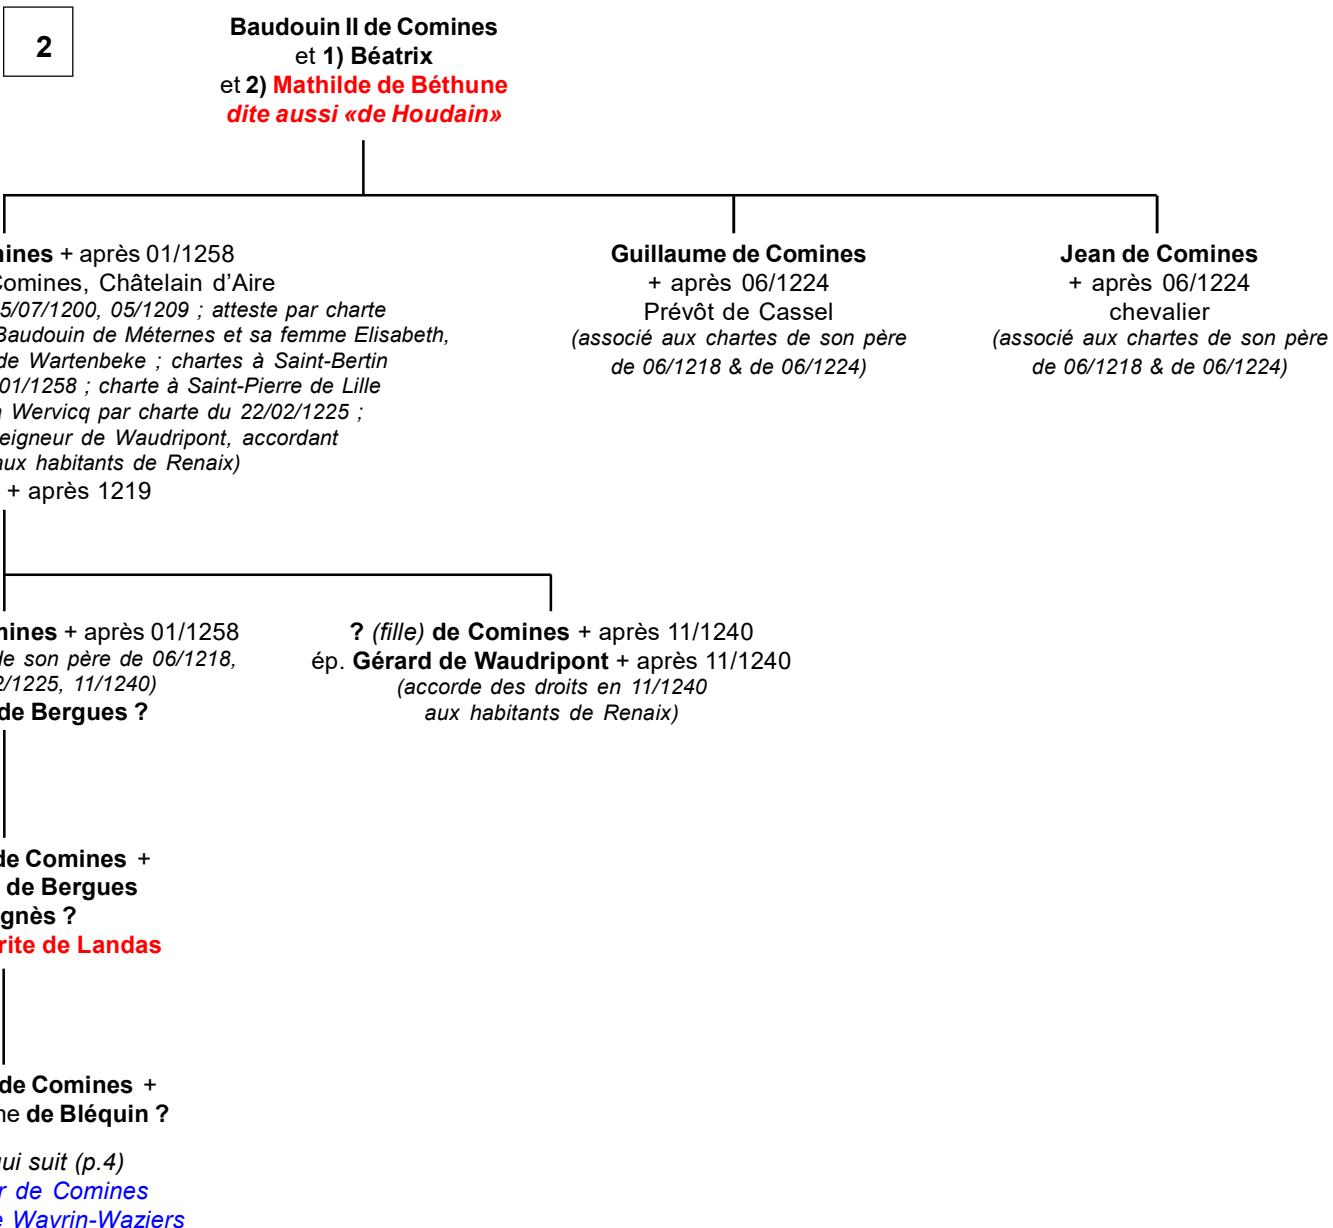 2
Baudouin II de Comines
et 1) Béatrix
et 2) Mathilde de Béthune
dite aussi «de Houdain»
+ après 01/1258
Comines, Châtelain d’Aire
5/07/1200, 05/1209 ; atteste par charte
Baudouin de Méternes et sa femme Elisabeth,
de Wartenbeke ; chartes à Saint-Bertin
01/1258 ; charte à Saint-Pierre de Lille
Wervicq par charte du 22/02/1225 ;
eigneur de Waudripont, accordant
aux habitants de Renaix)
+ après 1219
Guillaume de Comines
+ après 06/1224
Prévôt de Cassel
(associé aux chartes de son père
de 06/1218 & de 06/1224)
Jean de Comines
+ après 06/1224
chevalier
(associé aux chartes de son père
de 06/1218 & de 06/1224)
mines + après 01/1258
de son père de 06/1218,
2/1225, 11/1240)
de Bergues ?
? (fille) de Comines + après 11/1240
ép. Gérard de Waudripont + après 11/1240
(accorde des droits en 11/1240
aux habitants de Renaix)
de Comines +
de Bergues
gnès ?
rite de Landas
de Comines +
ne de Bléquin ?
qui suit (p.4)
r de Comines
e Wavrin-Waziers